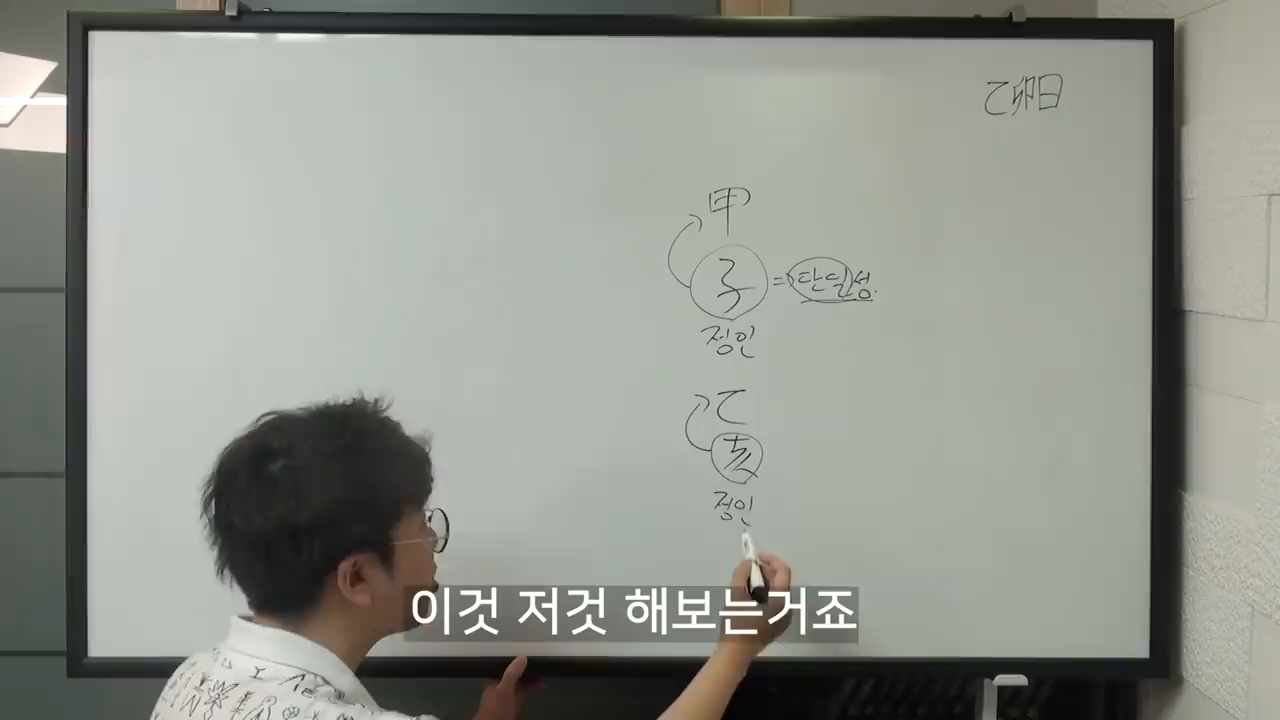 乙卯日
甲
子 = 단일성.
정인
乙
亥
정인
이것 저것 해보는거죠